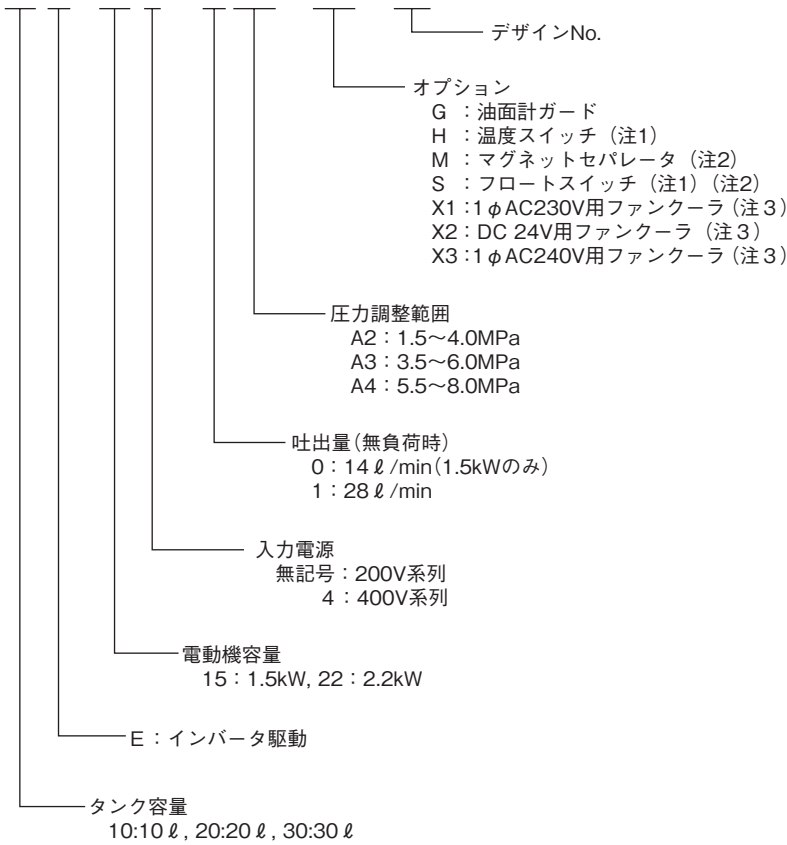 デザインNo.
オプション
G ：油面計ガード
H ：温度スイッチ（注1）
M ：マグネットセパレータ（注2）
S ：フロートスイッチ（注1）（注2）
X1：1φAC230V用ファンクーラ（注３）
X2：DC 24V用ファンクーラ（注３）
X3：1φAC240V用ファンクーラ（注３）
圧力調整範囲
A2：1.5〜4.0MPa
A3：3.5〜6.0MPa
A4：5.5〜8.0MPa
吐出量（無負荷時）
0：14ℓ/min（1.5kWのみ）
1：28ℓ/min
入力電源
無記号：200V系列
4：400V系列
電動機容量
15：1.5kW, 22：2.2kW
E：インバータ駆動
タンク容量
10:10ℓ, 20:20ℓ, 30:30ℓ